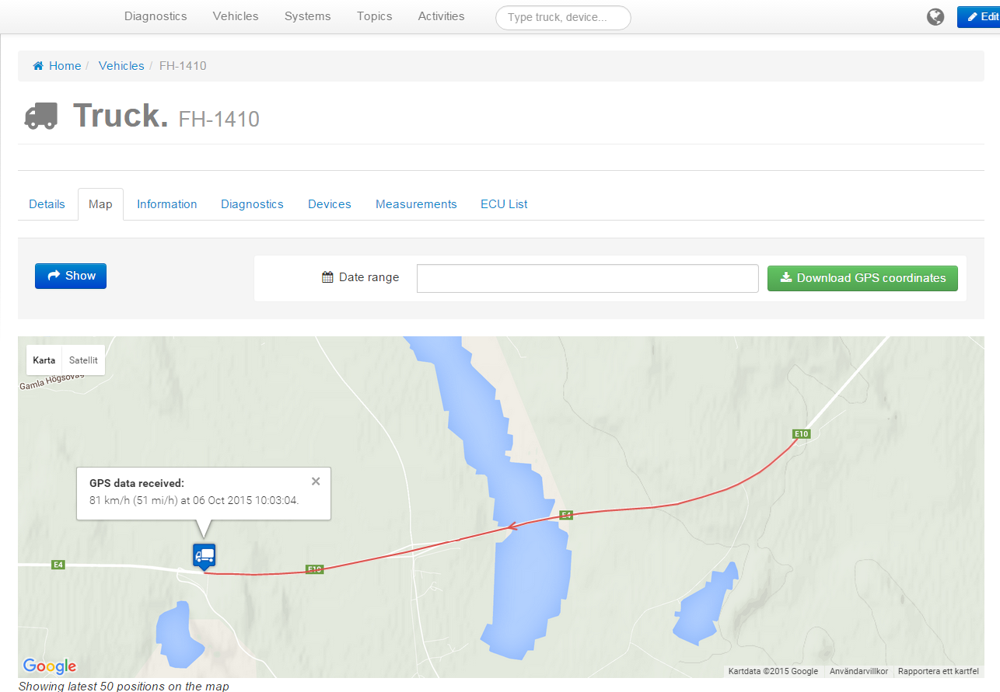 Diagnostics Vehicles Systems Topics Activities Type truck, device... Edit
Home / Vehicles / FH-1410
Truck. FH-1410
Details Map Information Diagnostics Devices Measurements ECU List
Show Date range Download GPS coordinates
Karta Satellit
Gamla Högsoväg
E10
GPS data received:
81 km/h (51 mi/h) at 06 Oct 2015 10:03:04.
E4
E4
E10
Google
Kartdata ©2015 Google Användarvillkor Rapportera ett kartfel
Showing latest 50 positions on the map